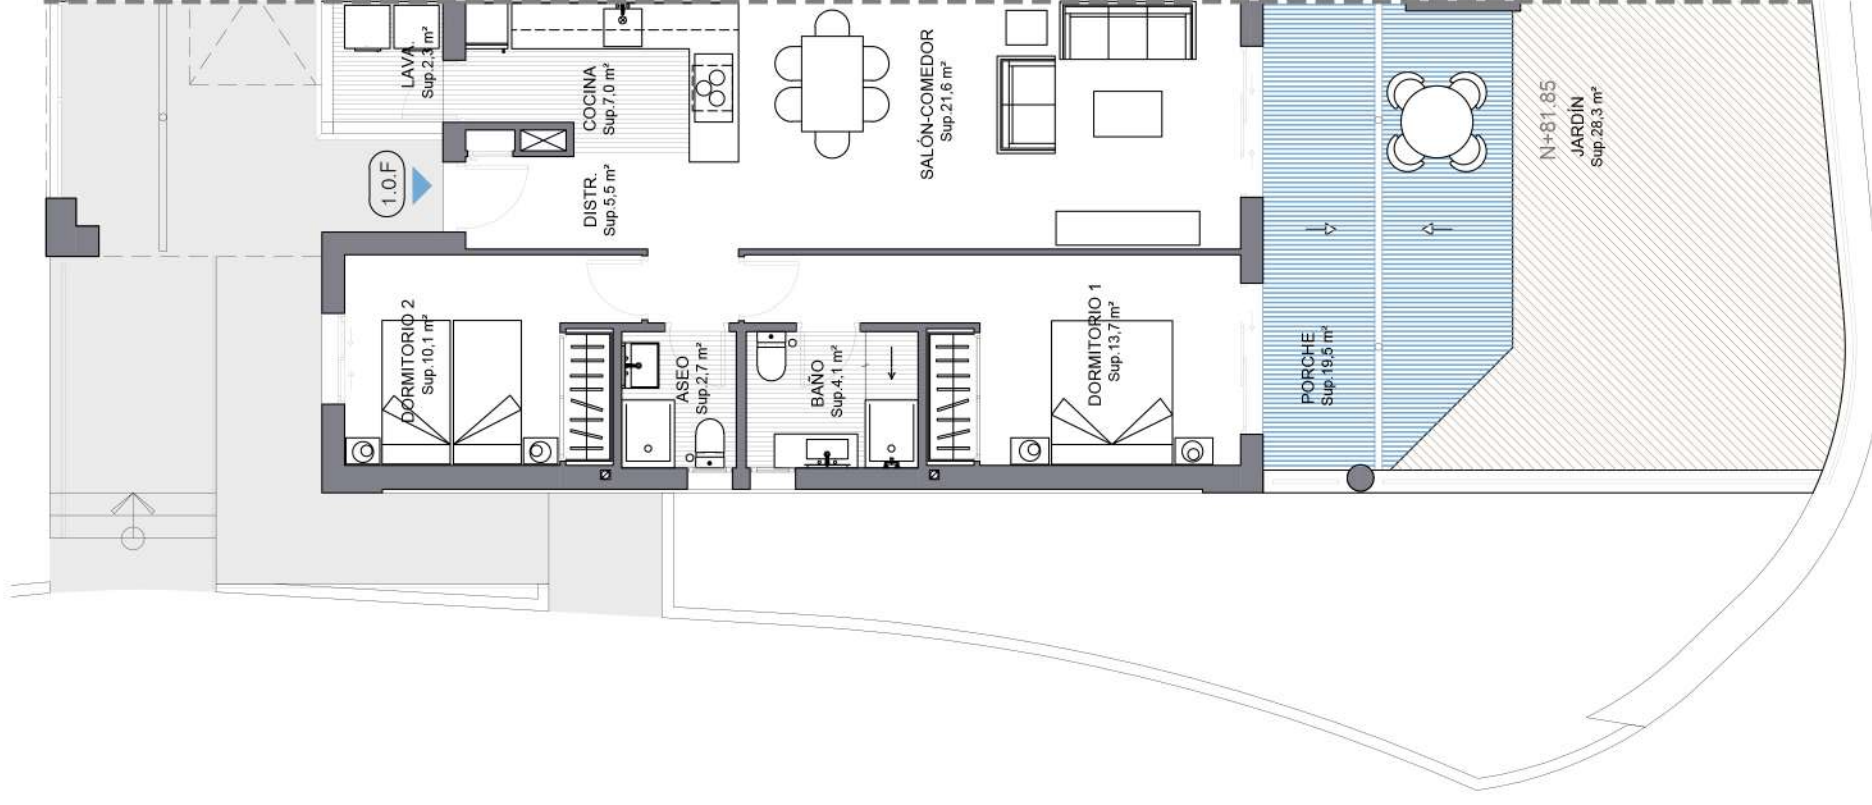 LAVA.
Sup.2,3 m²
COCINA
Sup.7,0 m²
SALÓN-COMEDOR
Sup.21,6 m²
N+81.85
JARDÍN
Sup.28,3 m²
1.0.F
DISTR.
Sup.5,5 m²
DORMITORIO 2
Sup.10,1 m²
ASEO
Sup.2,7 m²
BAÑO
Sup.4,1 m²
DORMITORIO 1
Sup.13,7 m²
PORCHE
Sup.19,5 m²